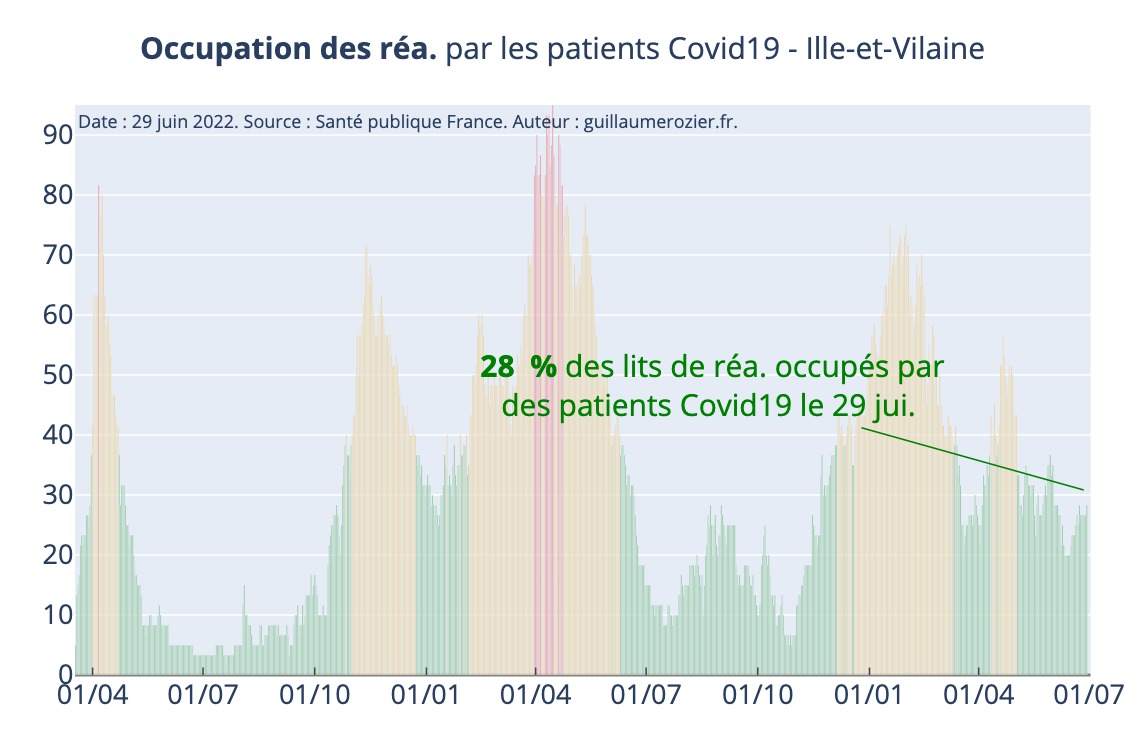 Occupation des réa. par les patients Covid19 - Ille-et-Vilaine
Date : 29 juin 2022. Source : Santé publique France. Auteur : guillaumerozier.fr.
90
80
70
60
50
40
30
20
10
0
28 % des lits de réa. occupés par
des patients Covid19 le 29 jui.
01/04 01/07 01/10 01/01 01/04 01/07 01/10 01/01 01/04 01/07